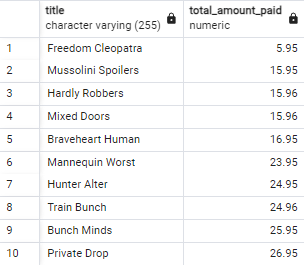 title total_amount_paid
character varying (255) numeric
1 Freedom Cleopatra 5.95
2 Mussolini Spoilers 15.95
3 Hardly Robbers 15.96
4 Mixed Doors 15.96
5 Braveheart Human 16.95
6 Mannequin Worst 23.95
7 Hunter Alter 24.95
8 Train Bunch 24.96
9 Bunch Minds 25.95
10 Private Drop 26.95